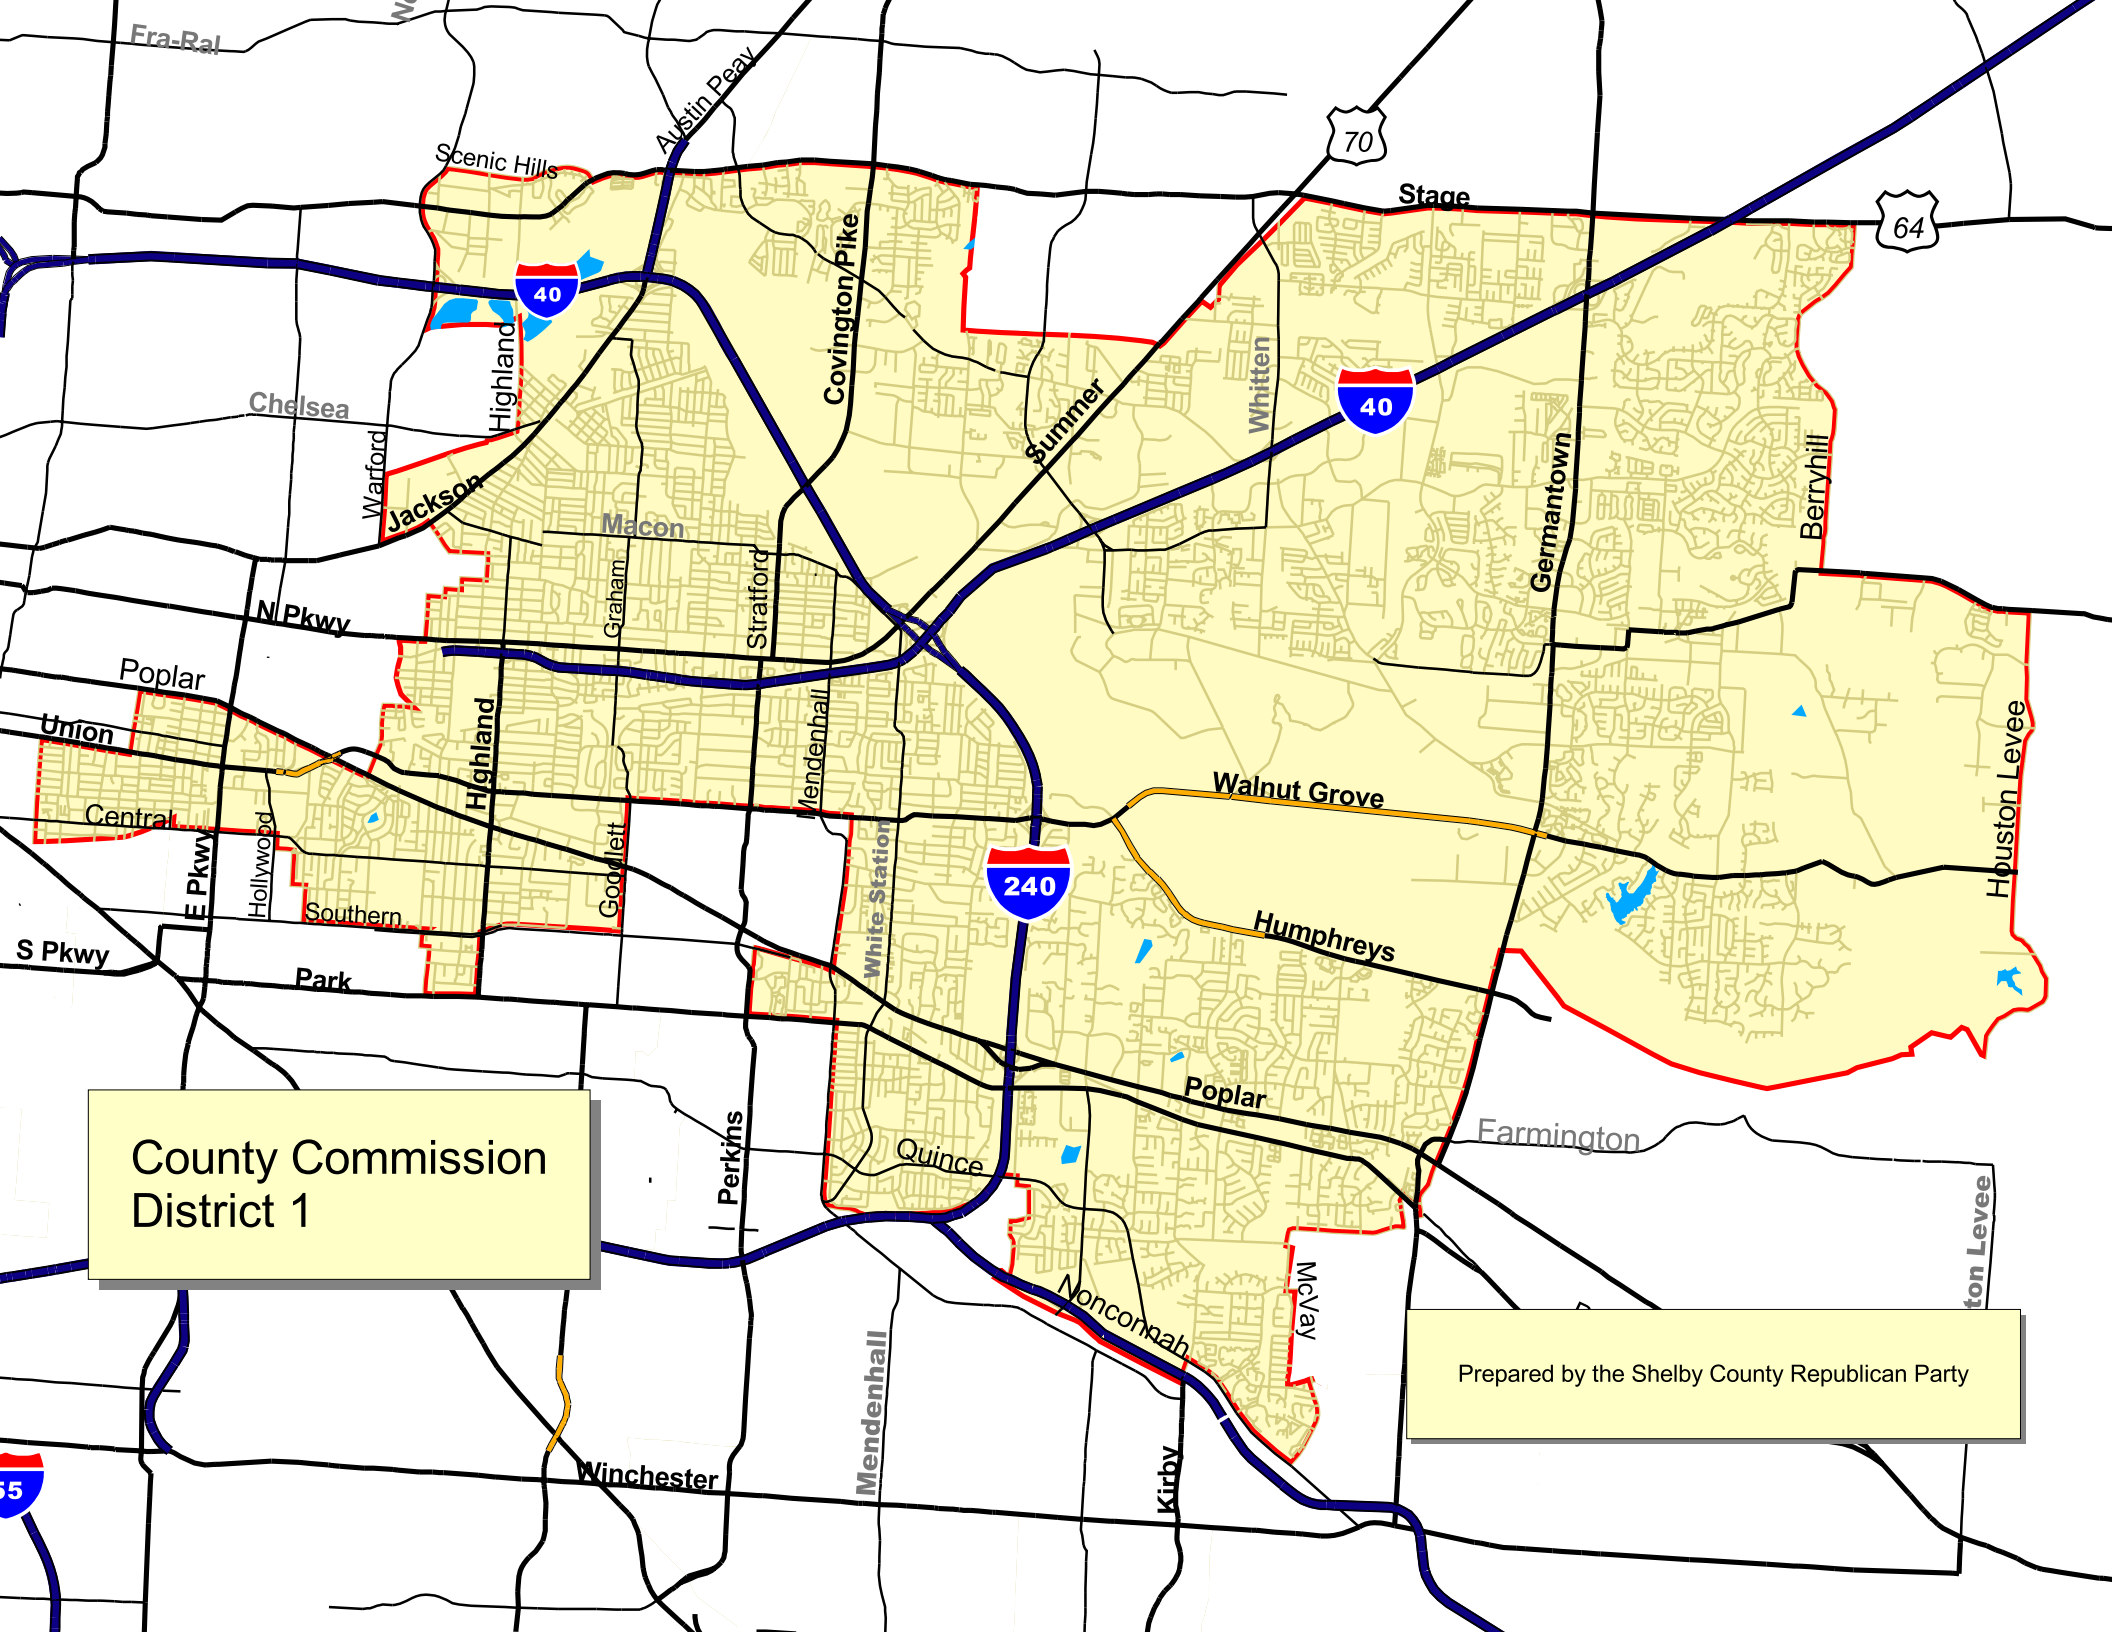 Fra-Ral
Austin Peay
Scenic Hills
70
Stage
64
40
Covington Pike
Highland
Chelsea
Whitten
40
Summer
Warford
Jackson
Macon
Germantown
Berryhill
Graham
Stratford
N Pkwy
Poplar
Union
Highland
Mendenhall
Houston Levee
Walnut Grove
Central
Hollywood
E Pkwy
Goodlett
White Station
240
Southern
Humphreys
S Pkwy
Park
Poplar
Farmington
Quince
Perkins
County Commission
District 1
ton Levee
McVay
Nonconnah
Prepared by the Shelby County Republican Party
Mendenhall
Kirby
Winchester
55